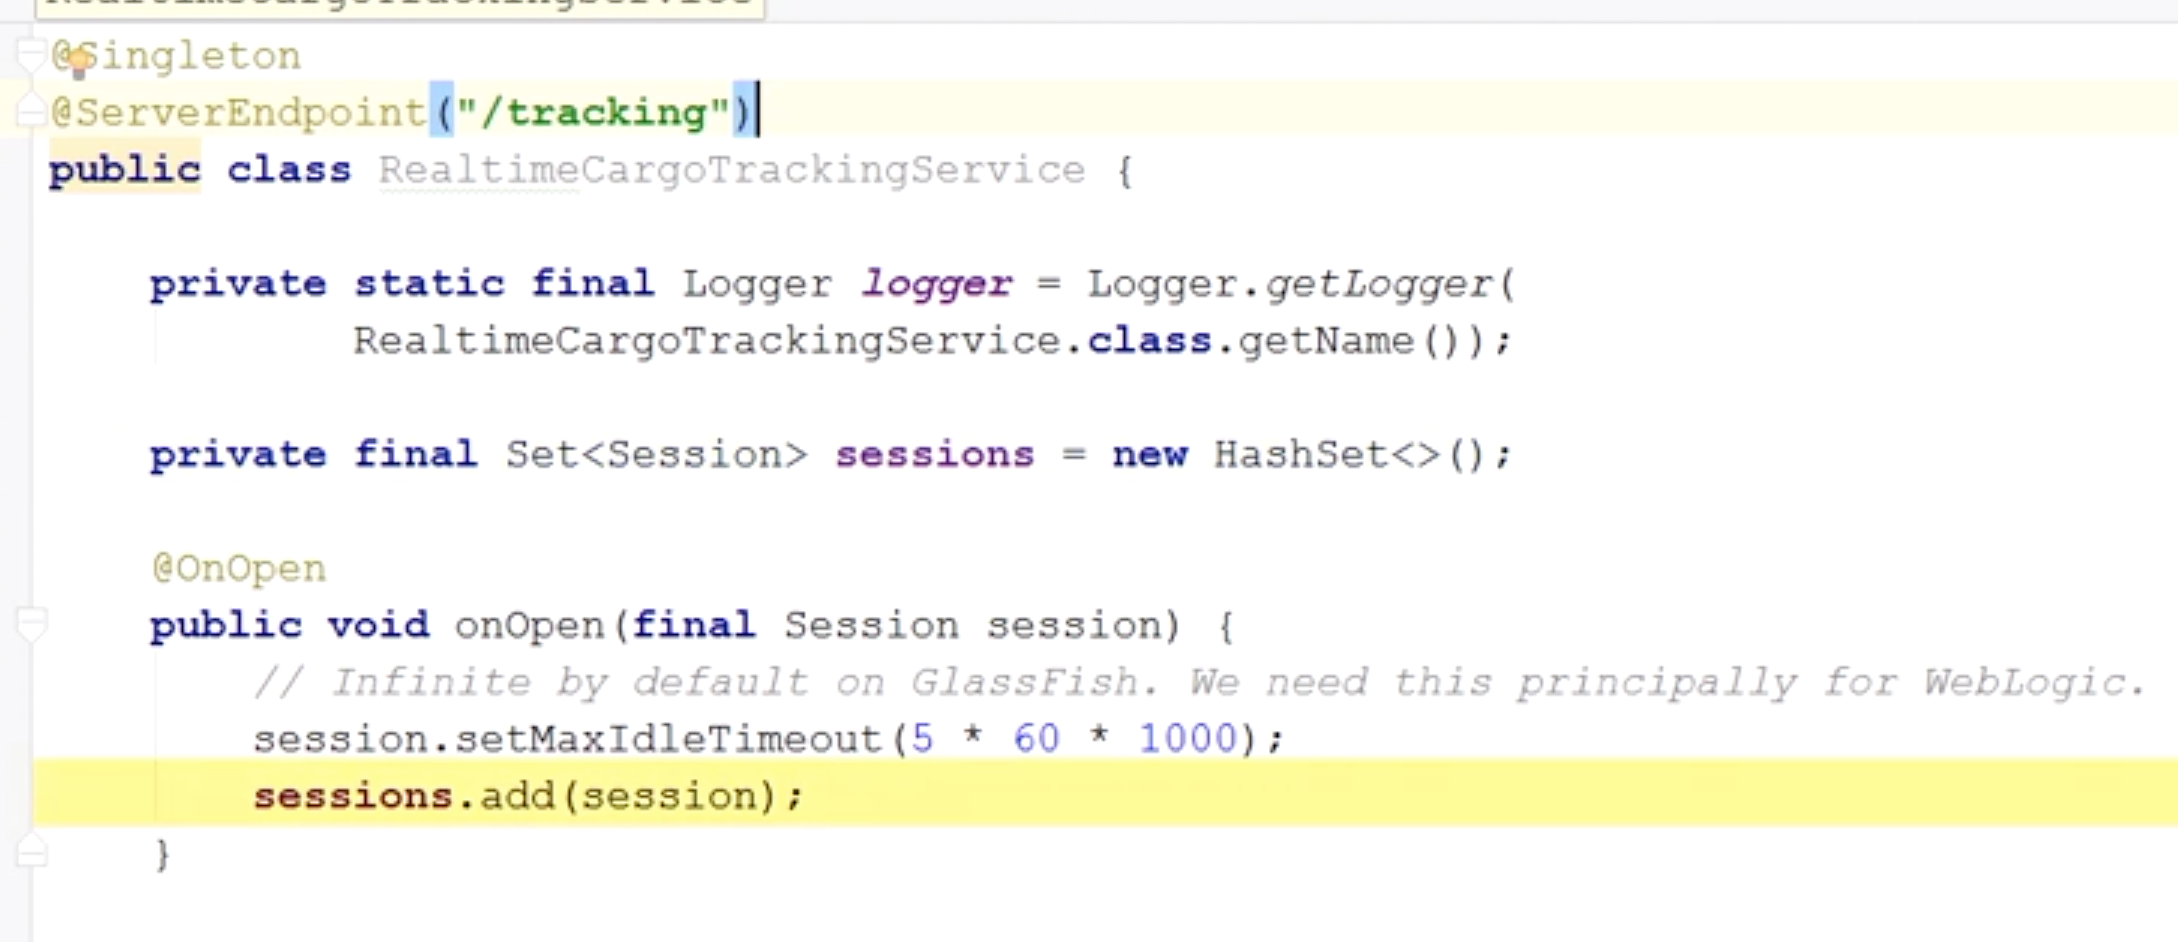 RealtimeCargoTrackingService
@Singleton
@ServerEndpoint("/tracking")
public class RealtimeCargoTrackingService {
private static final Logger logger = Logger.getLogger(
RealtimeCargoTrackingService.class.getName());
private final Set<Session> sessions = new HashSet<>();
@OnOpen
public void onOpen(final Session session) {
// Infinite by default on GlassFish. We need this principally for WebLogic.
session.setMaxIdleTimeout(5 * 60 * 1000);
sessions.add(session);
}